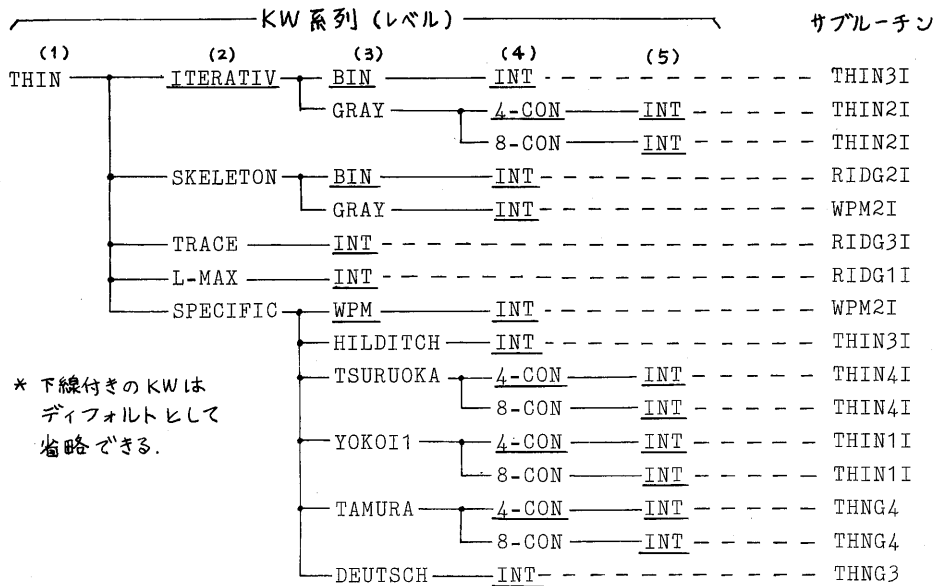 KW 系列 (レベル) サブルーチン
(1) (2) (3) (4) (5)
THIN ITERATIV BIN INT THIN3I
GRAY 4-CON INT THIN2I
8-CON INT THIN2I
SKELETON BIN INT RIDG2I
GRAY INT WPM2I
TRACE INT RIDG3I
L-MAX INT RIDG1I
SPECIFIC WPM INT WPM2I
HILDITCH INT THIN3I
TSURUOKA 4-CON INT THIN4I
8-CON INT THIN4I
YOKOI1 4-CON INT THIN1I
8-CON INT THIN1I
TAMURA 4-CON INT THNG4
8-CON INT THNG4
DEUTSCH INT THNG3
* 下線付きの KW は
ディフォルトとして
省略できる.